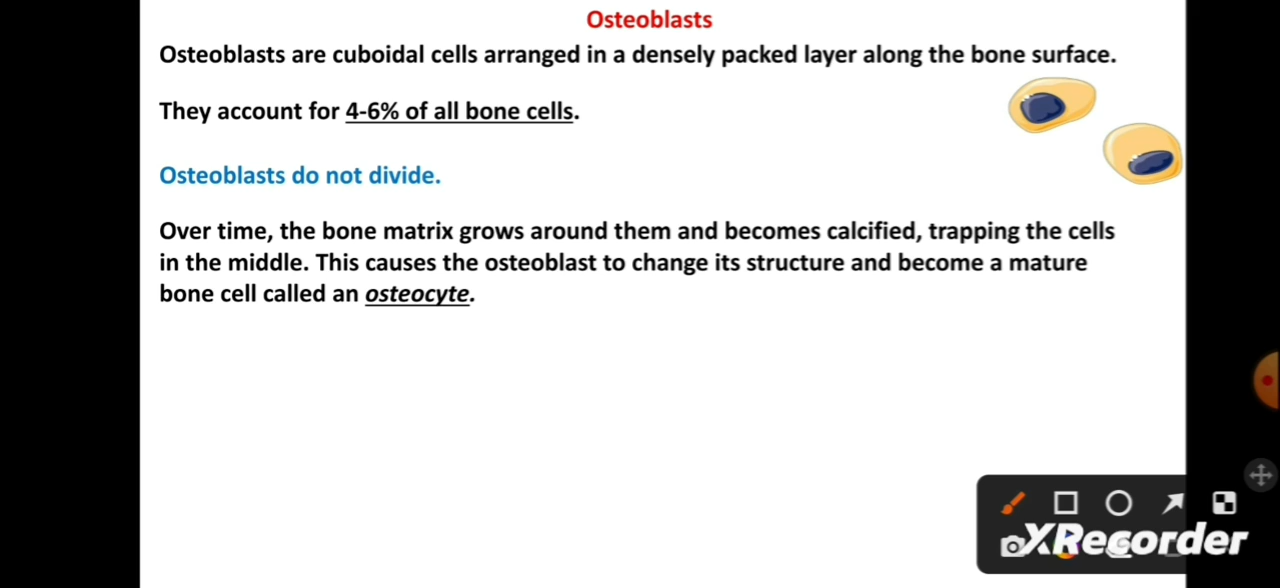 Osteoblasts
Osteoblasts are cuboidal cells arranged in a densely packed layer along the bone surface.
They account for 4-6% of all bone cells.
Osteoblasts do not divide.
Over time, the bone matrix grows around them and becomes calcified, trapping the cells
in the middle. This causes the osteoblast to change its structure and become a mature
bone cell called an osteocyte.
XRecorder